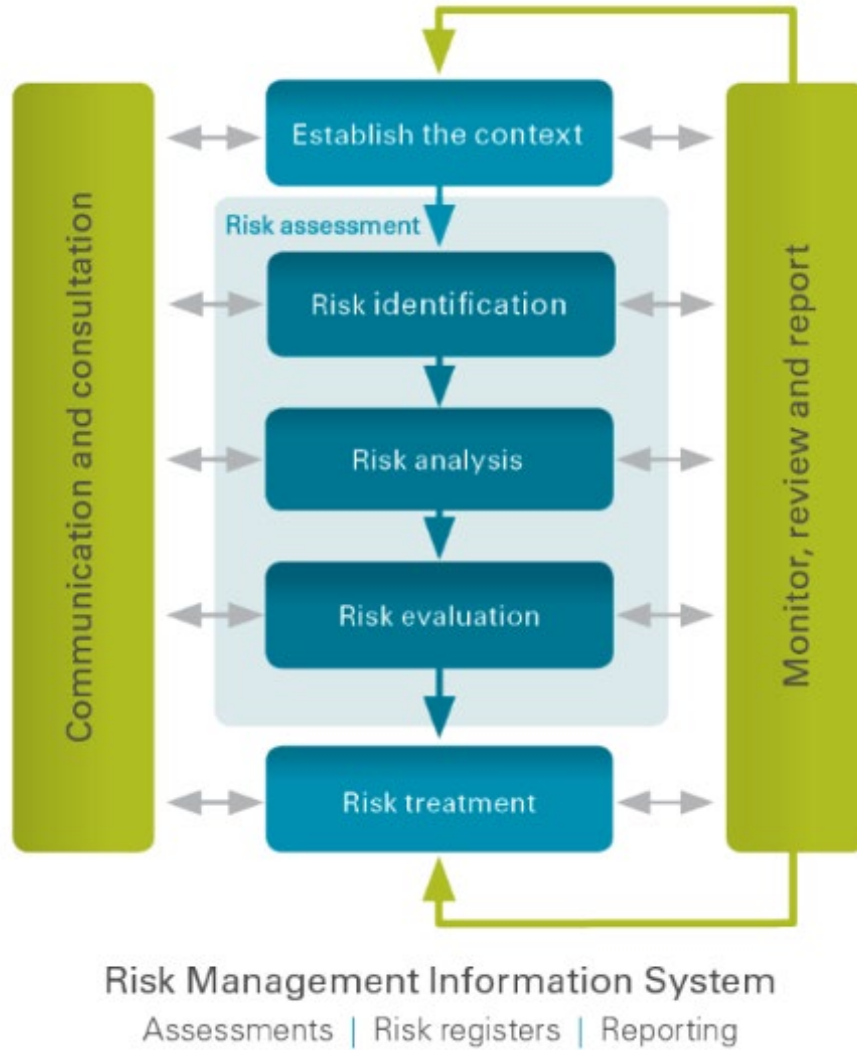 Establish the context
Risk assessment
Risk identification
Risk analysis
Risk evaluation
Risk treatment
Communication and consultation
Monitor, review and report
Risk Management Information System
Assessments | Risk registers | Reporting